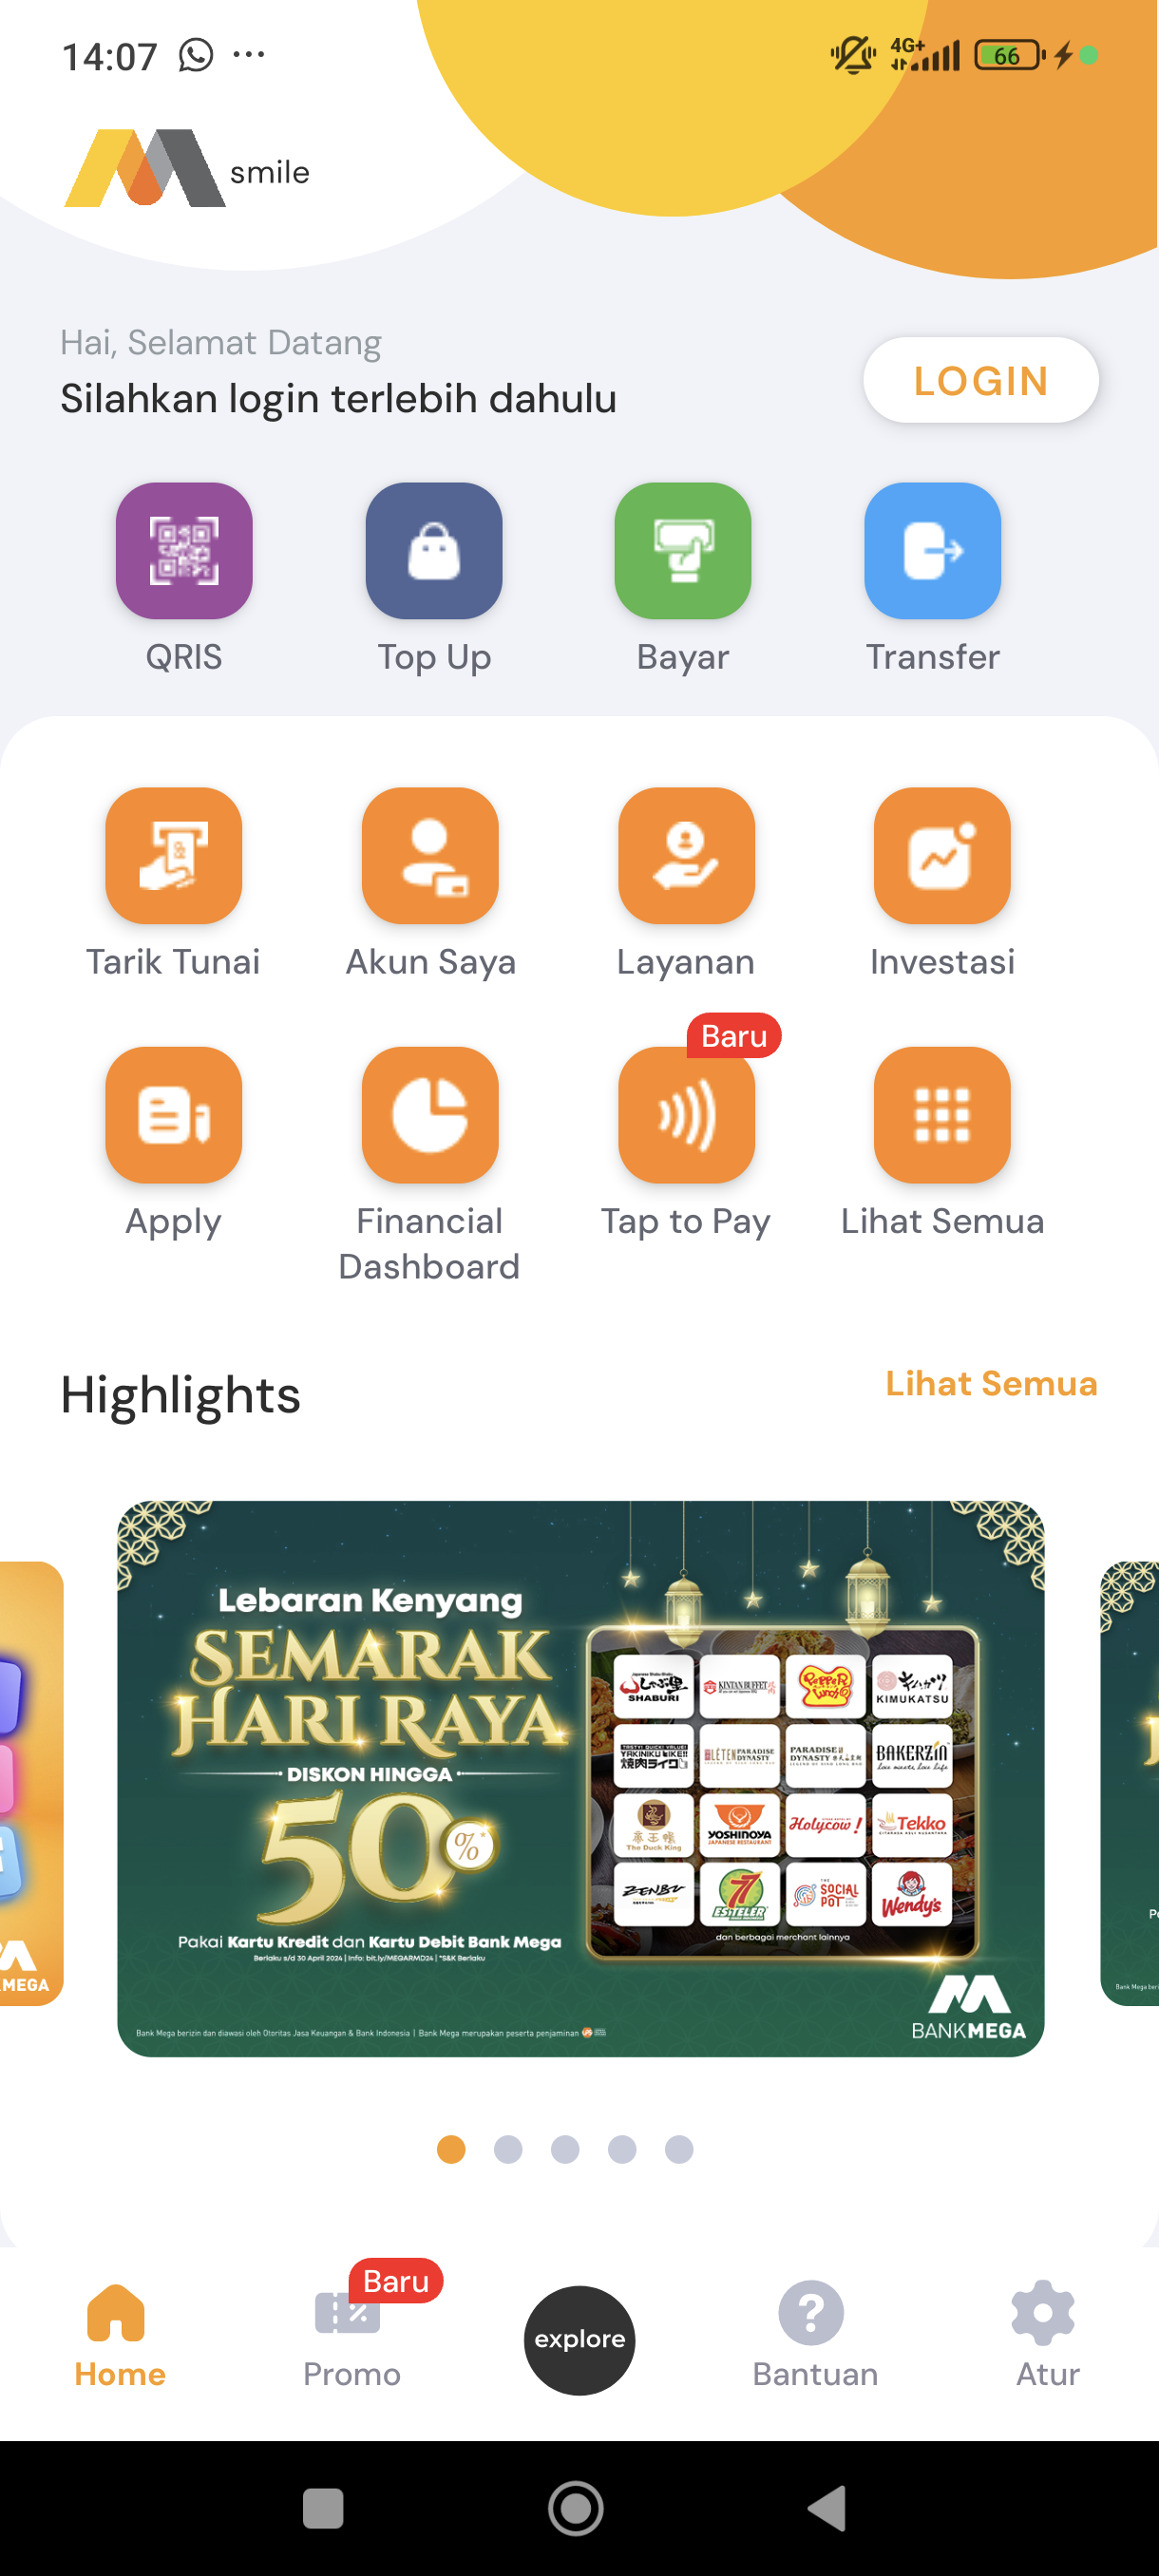 14:07
4G+
66
smile
Hai, Selamat Datang
Silahkan login terlebih dahulu
LOGIN
QRIS
Top Up
Bayar
Transfer
Tarik Tunai
Akun Saya
Layanan
Investasi
Baru
Apply
Financial
Dashboard
Tap to Pay
Lihat Semua
Highlights
Lihat Semua
Lebaran Kenyang
SEMARAK
HARI RAYA
DISKON HINGGA
50%*
Pakai Kartu Kredit dan Kartu Debit Bank Mega
Berlaku s/d 30 April 2024 | Info: bit.ly/MEGARMD24 | *S&K Berlaku
SHABURI
KINTAN BUFFET
PEPPER Lunch
KIMUKATSU
YAKINIKU LIKE!!
PARADISE DYNASTY
PARADISE DYNASTY
BAKERZIN
The Duck King
YOSHINOYA
JAPANESE RESTAURANT
Holycow!
Tekko
ZENBU
77 ESTELER
THE SOCIAL POT
Wendy's
dan berbagai merchant lainnya
BANKMEGA
Bank Mega berizin dan diawasi oleh Otoritas Jasa Keuangan & Bank Indonesia | Bank Mega merupakan peserta penjaminan
MEGA
Baru
Home
Promo
explore
Bantuan
Atur